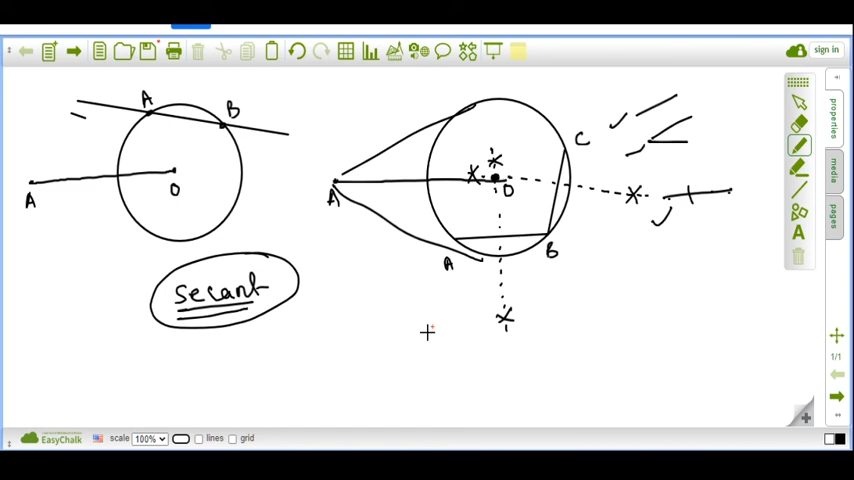 sign in
A
B
A
O
secant
A
O
C
A
B
properties
media
pages
A
1/1
EasyChalk
scale
100%
lines
grid